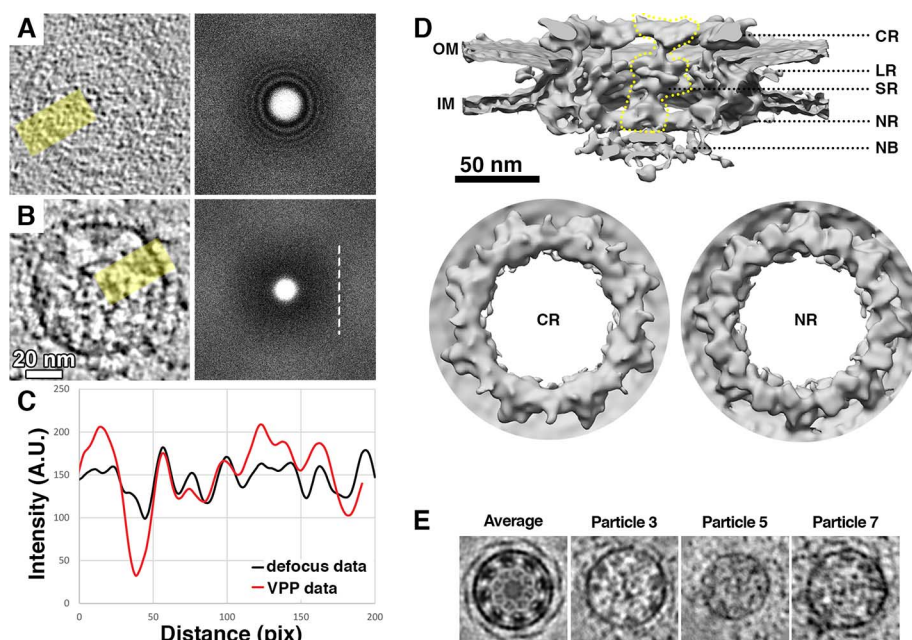 A
B
20 nm
C
250
200
150
100
50
0
Intensity (A.U.)
defocus data
VPP data
0
50
100
150
200
Distance (pix)
D
OM
IM
CR
LR
SR
NR
NB
50 nm
CR
NR
E
Average
Particle 3
Particle 5
Particle 7